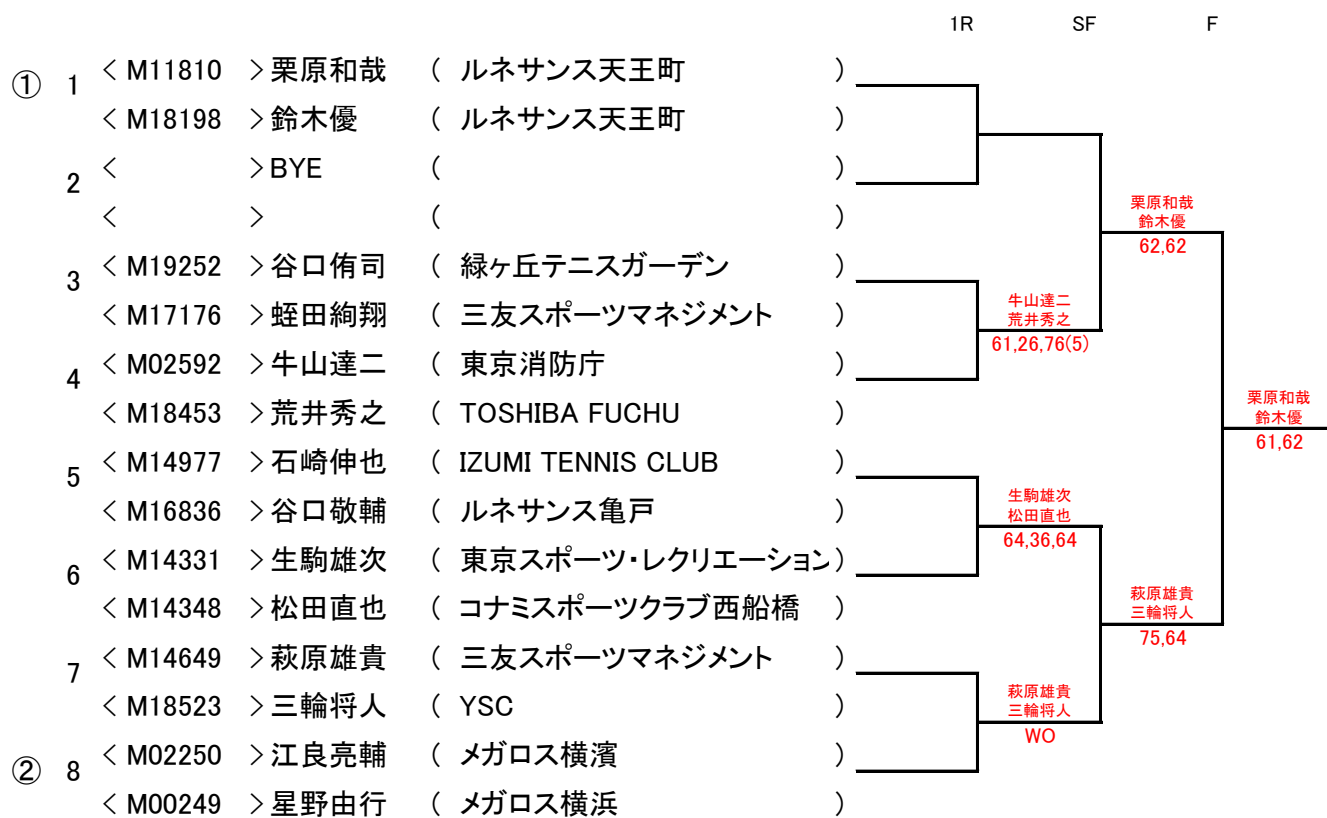 1R SF F
① 1 < M11810 > 栗原和哉 ( ルネサンス天王町 )
< M18198 > 鈴木優 ( ルネサンス天王町 )
2 < > BYE ( )
< > ( )
栗原和哉
鈴木優
62,62
3 < M19252 > 谷口侑司 ( 緑ヶ丘テニスガーデン )
< M17176 > 蛭田絢翔 ( 三友スポーツマネジメント )
牛山達二
荒井秀之
61,26,76(5)
4 < M02592 > 牛山達二 ( 東京消防庁 )
< M18453 > 荒井秀之 ( TOSHIBA FUCHU )
栗原和哉
鈴木優
61,62
5 < M14977 > 石崎伸也 ( IZUMI TENNIS CLUB )
< M16836 > 谷口敬輔 ( ルネサンス亀戸 )
生駒雄次
松田直也
64,36,64
6 < M14331 > 生駒雄次 ( 東京スポーツ・レクリエーション )
< M14348 > 松田直也 ( コナミスポーツクラブ西船橋 )
萩原雄貴
三輪将人
75,64
7 < M14649 > 萩原雄貴 ( 三友スポーツマネジメント )
< M18523 > 三輪将人 ( YSC )
萩原雄貴
三輪将人
WO
② 8 < M02250 > 江良亮輔 ( メガロス横濱 )
< M00249 > 星野由行 ( メガロス横浜 )